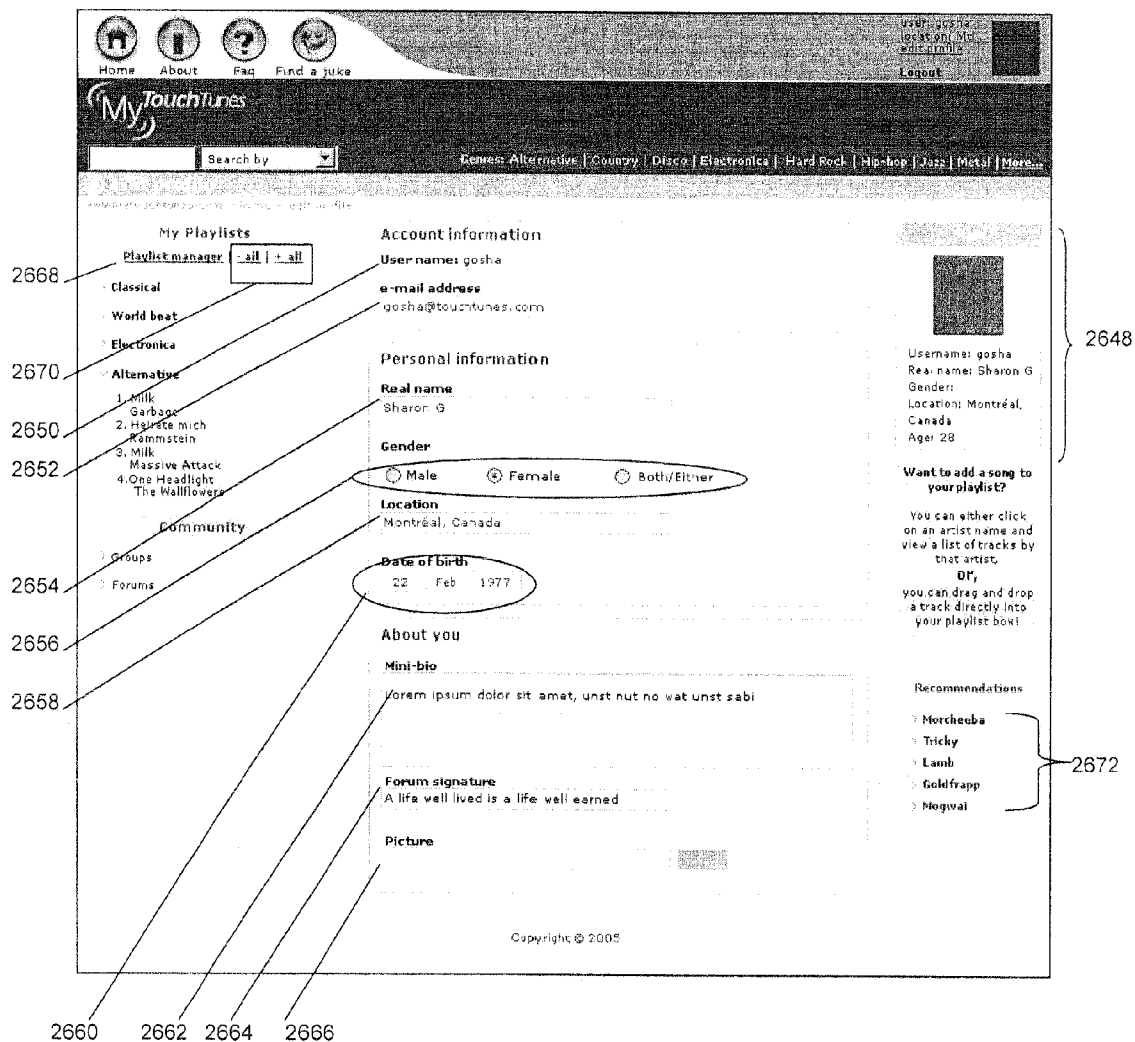 user: gosha
location: Mtl...
edit profile
Logout
Home About Faq Find a juke
My TouchTunes
Search by
Genres: Alternative | Country | Disco | Electronica | Hard Rock | Hip-hop | Jazz | Metal | More...
My Playlists
Playlist manager | - all | + all
Classical
World beat
Electronica
Alternative
1. Milk
Garbage
2. Heirate mich
Rammstein
3. Milk
Massive Attack
4.One Headlight
The Wallflowers
Community
Groups
Forums
Account information
User name: gosha
e-mail address
gosha@touchtunes.com
Personal information
Real name
Sharon G
Gender
Male Female Both/Either
Location
Montréal, Canada
Date of birth
22 Feb 1977
About you
Mini-bio
Lorem ipsum dolor sit amet, unst nut no wat unst sabi
Forum signature
A life well lived is a life well earned
Picture
Username: gosha
Real name: Sharon G
Gender:
Location: Montréal,
Canada
Age: 28
Want to add a song to
your playlist?
You can either click
on an artist name and
view a list of tracks by
that artist,
or,
you can drag and drop
a track directly into
your playlist box!
Recommendations
Morcheeba
Tricky
Lamb
Goldfrapp
Mogwai
Copyright © 2005
2668
2670
2650
2652
2654
2656
2658
2660 2662 2664 2666
2648
2672